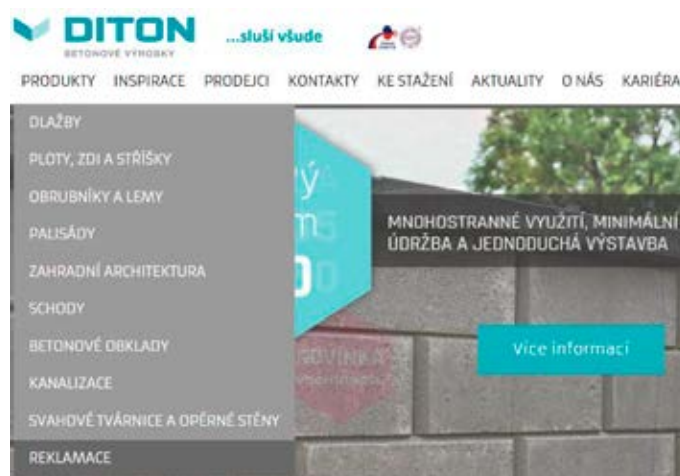 DITON
BETONOVÉ VÝROBKY
...sluší všude
PRODUKTY INSPIRACE PRODEJCI KONTAKTY KE STAŽENÍ AKTUALITY O NÁS KARIÉRA
DLAŽBY
PLOTY, ZDI A STŘÍŠKY
OBRUBNÍKY A LEMY
PALISÁDY
ZAHRADNÍ ARCHITEKTURA
SCHODY
BETONOVÉ OBKLADY
KANALIZACE
SVAHOVÉ TVÁRNICE A OPĚRNÉ STĚNY
REKLAMACE
MNOHOSTRANNÉ VYUŽITÍ, MINIMÁLNÍ
ÚDRŽBA A JEDNODUCHÁ VÝSTAVBA
Více informací